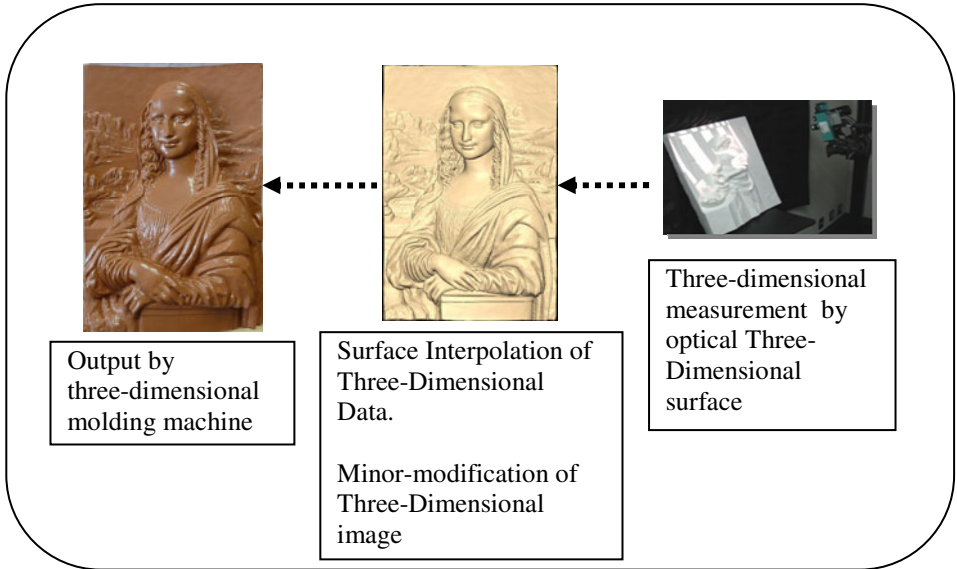 Output by
three-dimensional
molding machine
Surface Interpolation of
Three-Dimensional
Data.
Minor-modification of
Three-Dimensional
image
Three-dimensional
measurement by
optical Three-
Dimensional
surface